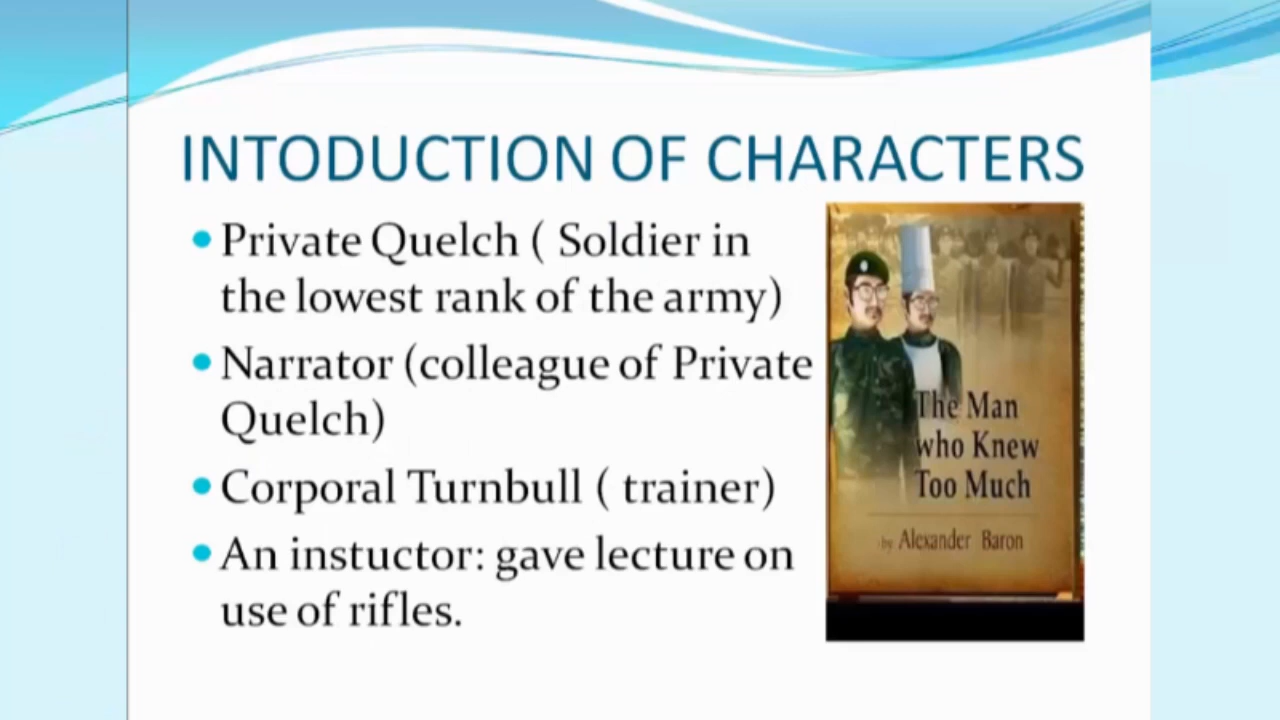 INTODUCTION OF CHARACTERS
Private Quelch ( Soldier in
the lowest rank of the army)
Narrator (colleague of Private
Quelch)
Corporal Turnbull ( trainer)
An instuctor: gave lecture on
use of rifles.
The Man
who Knew
Too Much
by Alexander Baron